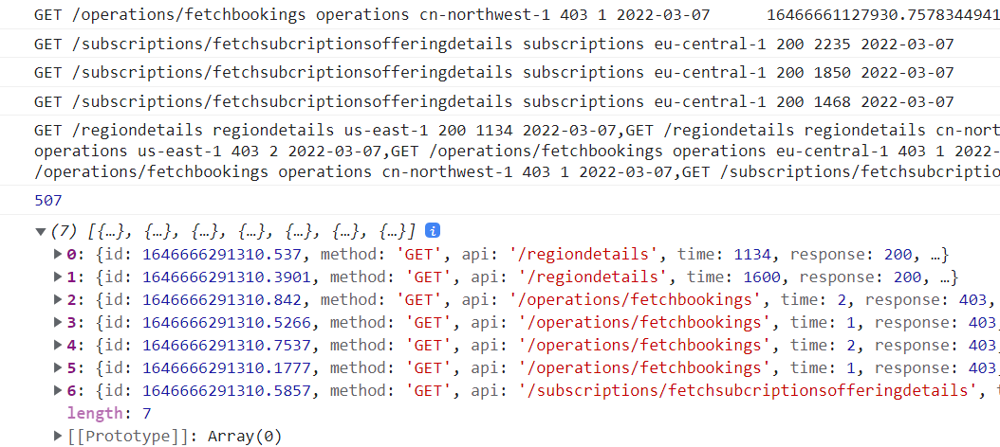 GET /operations/fetchbookings operations cn-northwest-1 403 1 2022-03-07 16466661127930.7578344941
GET /subscriptions/fetchsubcriptionsofferingdetails subscriptions eu-central-1 200 2235 2022-03-07
GET /subscriptions/fetchsubcriptionsofferingdetails subscriptions eu-central-1 200 1850 2022-03-07
GET /subscriptions/fetchsubcriptionsofferingdetails subscriptions eu-central-1 200 1468 2022-03-07
GET /regiondetails regiondetails us-east-1 200 1134 2022-03-07,GET /regiondetails regiondetails cn-nort
operations us-east-1 403 2 2022-03-07,GET /operations/fetchbookings operations eu-central-1 403 1 2022-
/operations/fetchbookings operations cn-northwest-1 403 1 2022-03-07,GET /subscriptions/fetchsubcriptio
507
▼(7) [{…}, {…}, {…}, {…}, {…}, {…}, {…}] i
▶0: {id: 1646666291310.537, method: 'GET', api: '/regiondetails', time: 1134, response: 200, …}
▶1: {id: 1646666291310.3901, method: 'GET', api: '/regiondetails', time: 1600, response: 200, …}
▶2: {id: 1646666291310.842, method: 'GET', api: '/operations/fetchbookings', time: 2, response: 403,
▶3: {id: 1646666291310.5266, method: 'GET', api: '/operations/fetchbookings', time: 1, response: 403,
▶4: {id: 1646666291310.7537, method: 'GET', api: '/operations/fetchbookings', time: 2, response: 403,
▶5: {id: 1646666291310.1777, method: 'GET', api: '/operations/fetchbookings', time: 1, response: 403,
▶6: {id: 1646666291310.5857, method: 'GET', api: '/subscriptions/fetchsubcriptionsofferingdetails', t
length: 7
▶[[Prototype]]: Array(0)